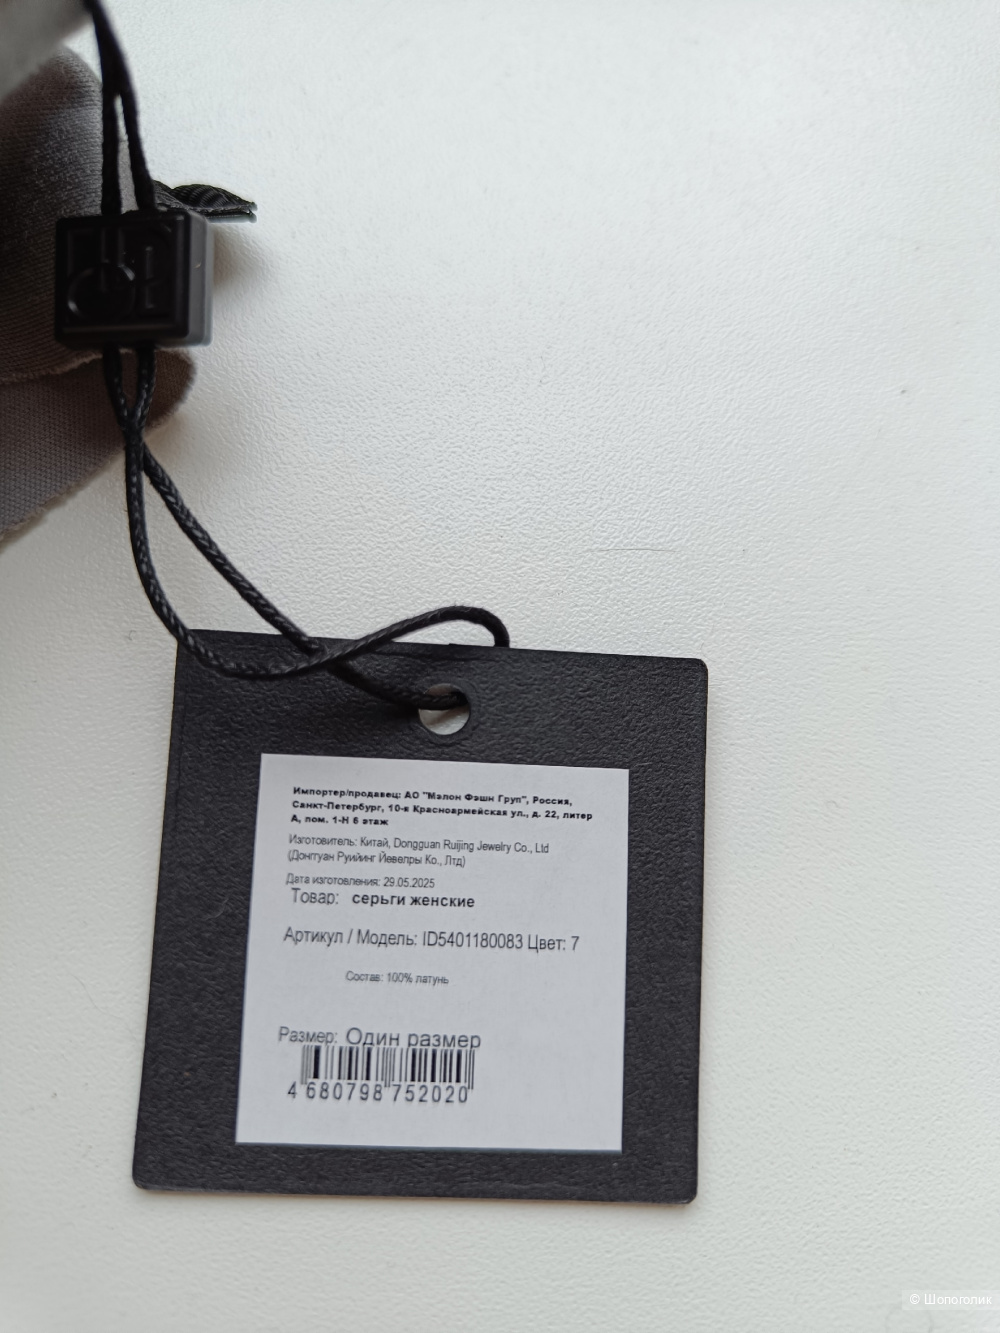 Импортер/продавец: АО "Мэлон Фэшн Груп", Россия,
Санкт-Петербург, 10-я Красноармейская ул., д. 22, литер
А, пом. 1-Н 6 этаж
Изготовитель: Китай, Dongguan Ruijing Jewelry Co., Ltd
(Донггуан Руийинг Йевелры Ко., Лтд)
Дата изготовления: 29.05.2025
Товар: серьги женские
Артикул / Модель: ID5401180083 Цвет: 7
Состав: 100% латунь
Размер: Один размер
4 680798 752020
© Шопоголик